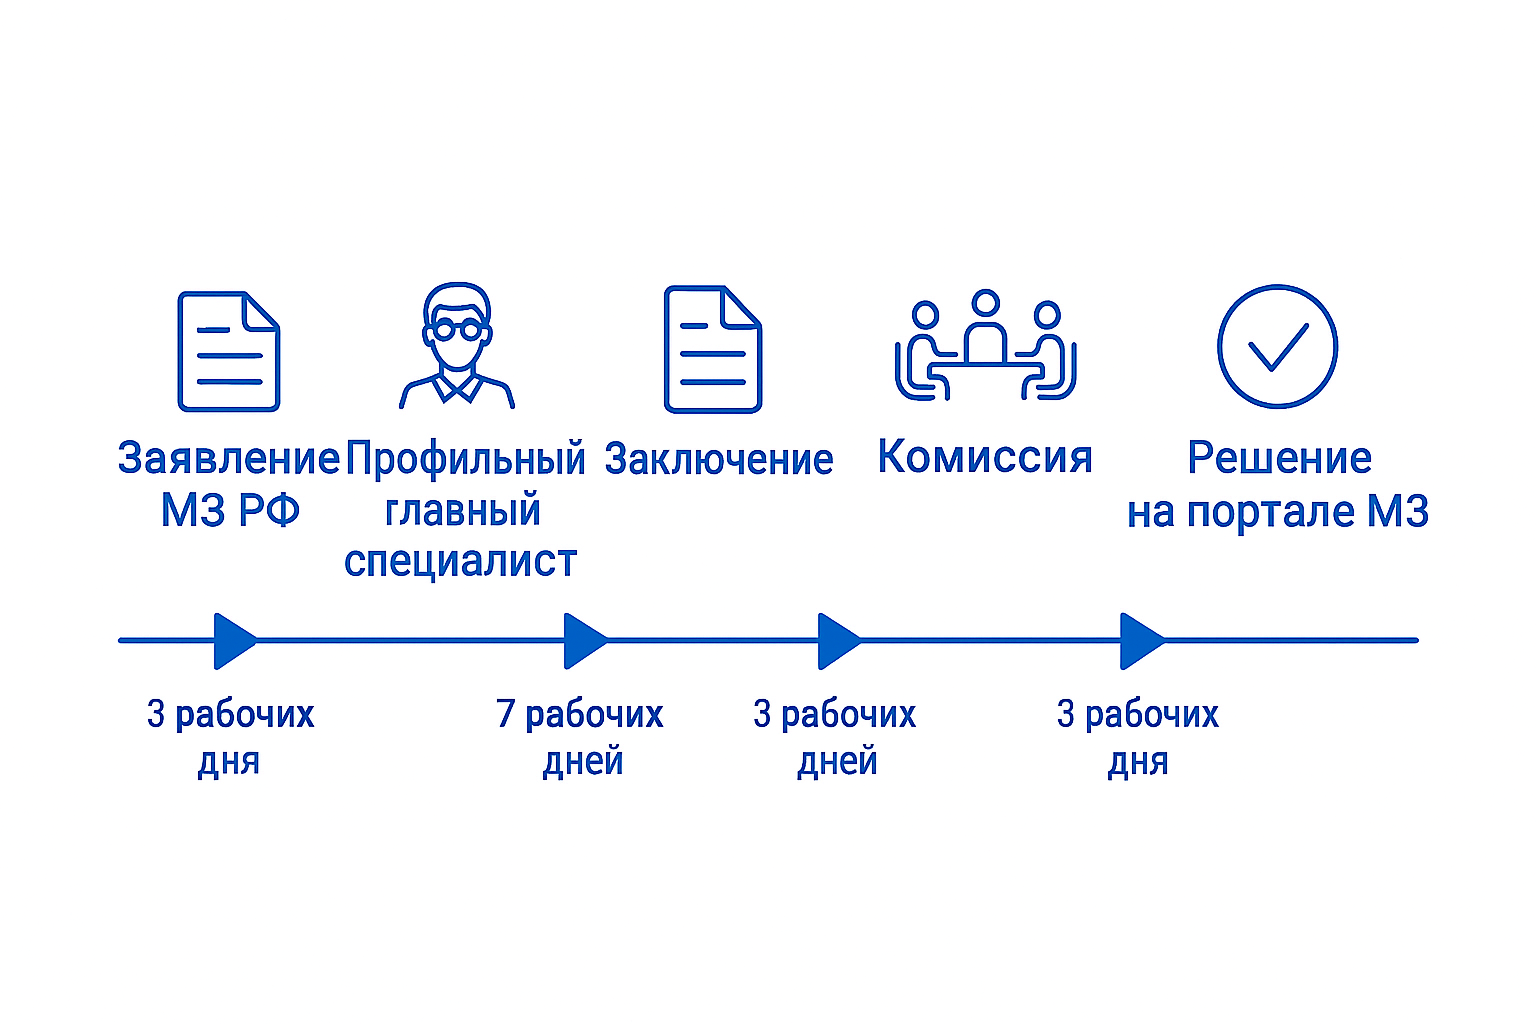 Заявление
МЗ РФ
Профильный
главный
специалист
Заключение
Комиссия
Решение
на портале МЗ
3 рабочих
дня
7 рабочих
дней
3 рабочих
дней
3 рабочих
дня